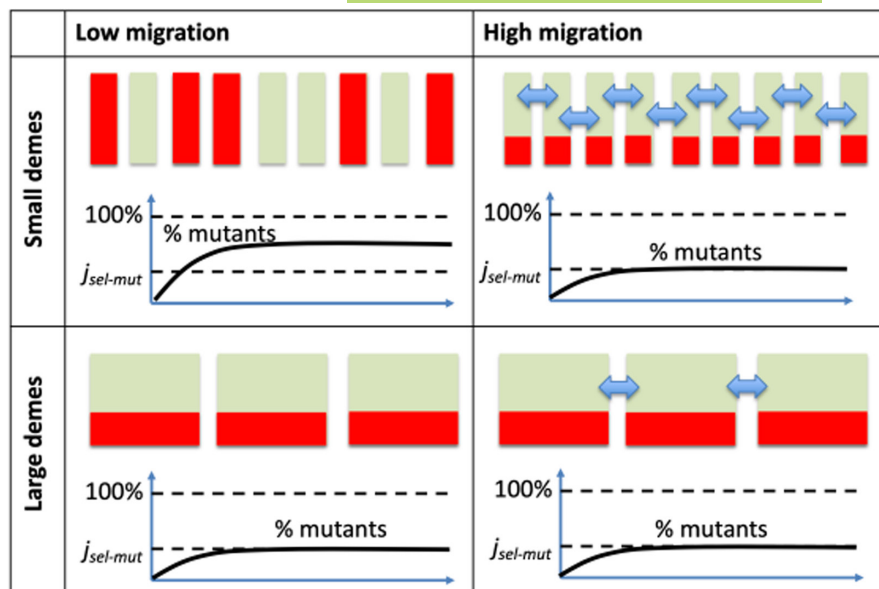 Low migration
High migration
Small demes
100%
% mutants
j sel-mut
100%
% mutants
j sel-mut
Large demes
100%
% mutants
j sel-mut
100%
% mutants
j sel-mut